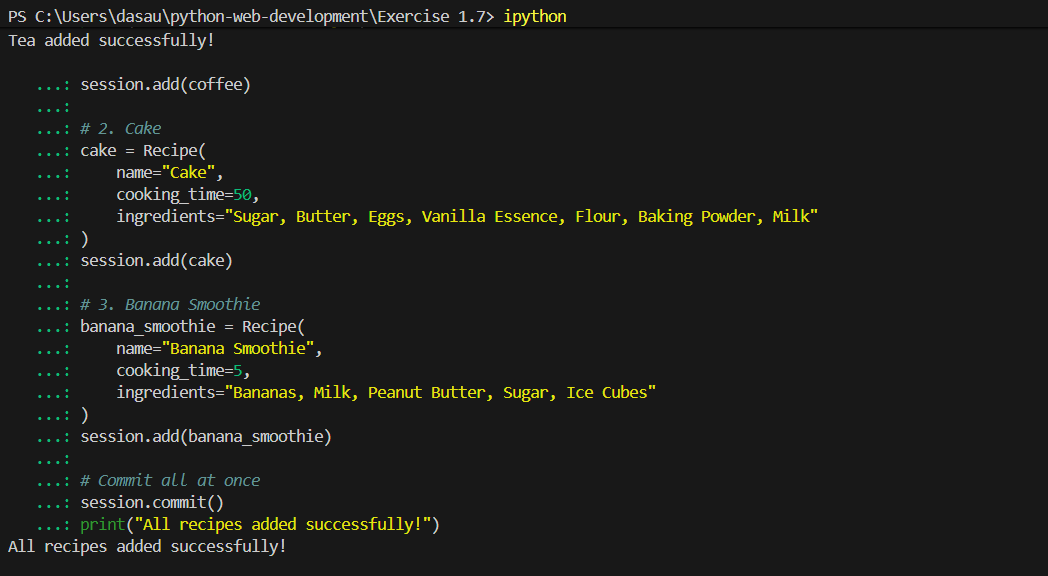 PS C:\Users\dasau\python-web-development\Exercise 1.7> ipython
Tea added successfully!
...: session.add(coffee)
...:
...: # 2. Cake
...: cake = Recipe(
...:     name="Cake",
...:     cooking_time=50,
...:     ingredients="Sugar, Butter, Eggs, Vanilla Essence, Flour, Baking Powder, Milk"
...: )
...: session.add(cake)
...:
...: # 3. Banana Smoothie
...: banana_smoothie = Recipe(
...:     name="Banana Smoothie",
...:     cooking_time=5,
...:     ingredients="Bananas, Milk, Peanut Butter, Sugar, Ice Cubes"
...: )
...: session.add(banana_smoothie)
...:
...: # Commit all at once
...: session.commit()
...: print("All recipes added successfully!")
All recipes added successfully!